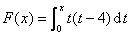 F(x) = ∫₀ˣ t(t−4) dt